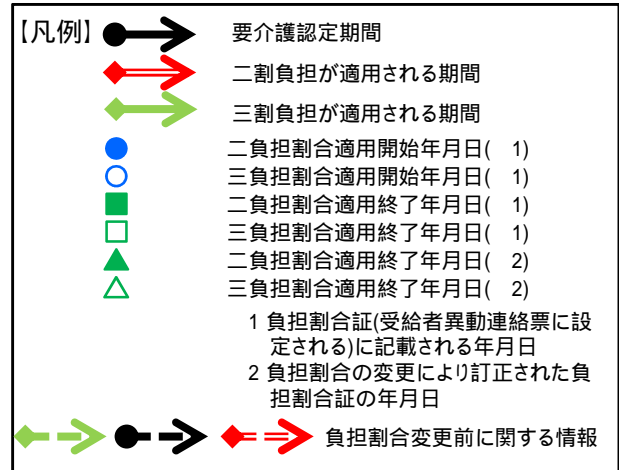 【凡例】
要介護認定期間
二割負担が適用される期間
三割負担が適用される期間
二負担割合適用開始年月日( 1)
三負担割合適用開始年月日( 1)
二負担割合適用終了年月日( 1)
三負担割合適用終了年月日( 1)
二負担割合適用終了年月日( 2)
三負担割合適用終了年月日( 2)
1 負担割合証(受給者異動連絡票に設
定される)に記載される年月日
2 負担割合の変更により訂正された負
担割合証の年月日
負担割合変更前に関する情報